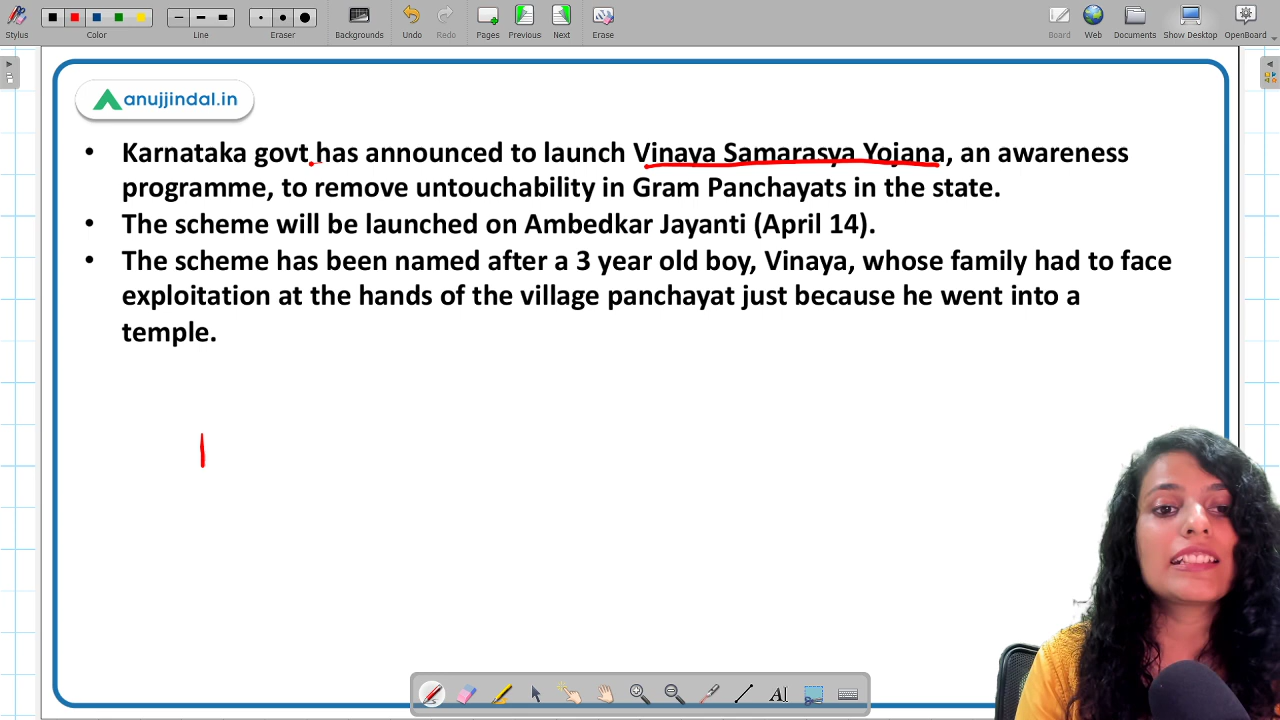 Stylus
Color
Line
Eraser
Backgrounds
Undo
Redo
Pages
Previous
Next
Erase
Board
Web
Documents
Show Desktop
OpenBoard
anujjindal.in
• Karnataka govt has announced to launch Vinaya Samarasya Yojana, an awareness
programme, to remove untouchability in Gram Panchayats in the state.
• The scheme will be launched on Ambedkar Jayanti (April 14).
• The scheme has been named after a 3 year old boy, Vinaya, whose family had to face
exploitation at the hands of the village panchayat just because he went into a
temple.